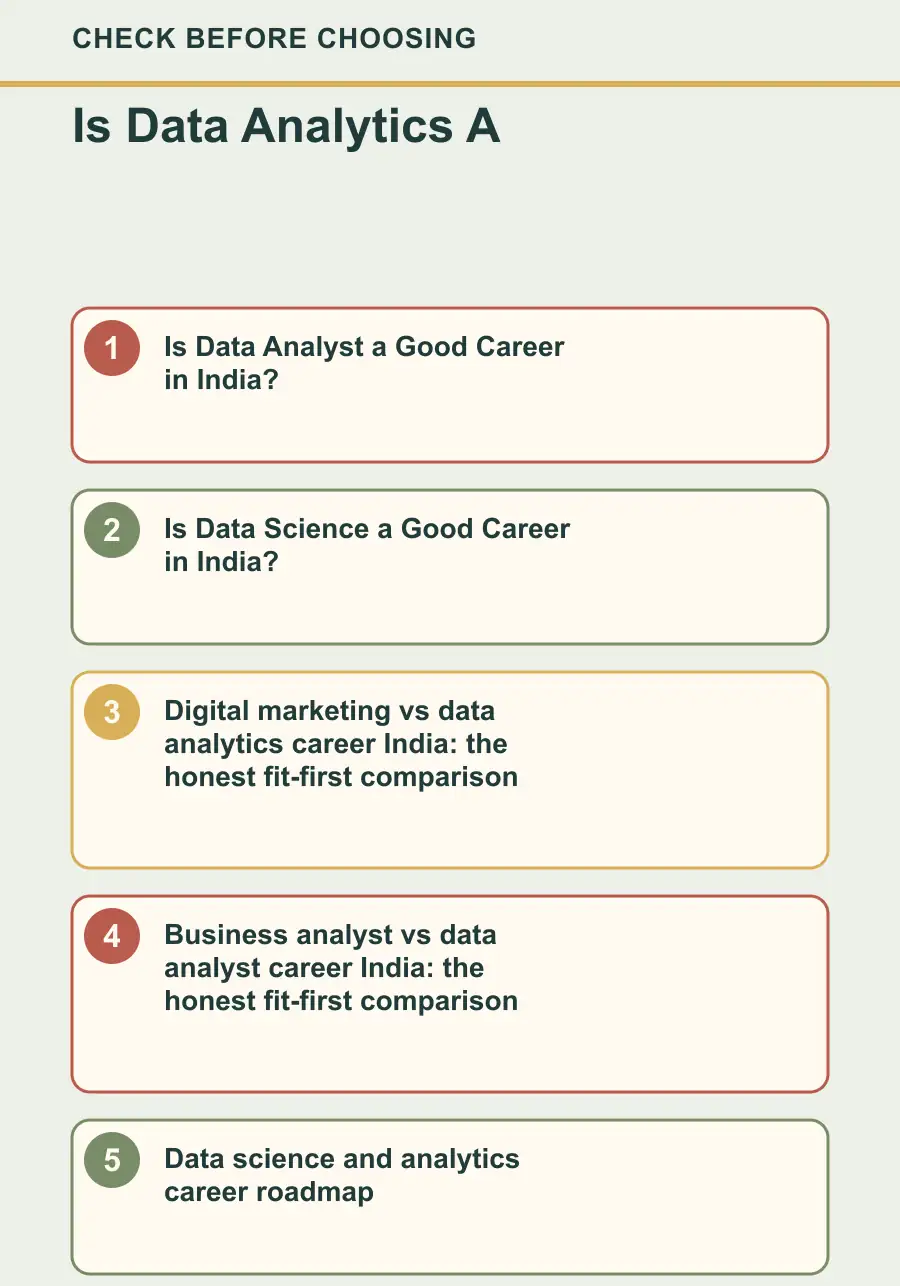 CHECK BEFORE CHOOSING
Is Data Analytics A
1
Is Data Analyst a Good Career
in India?
2
Is Data Science a Good Career
in India?
3
Digital marketing vs data
analytics career India: the
honest fit-first comparison
4
Business analyst vs data
analyst career India: the
honest fit-first comparison
5
Data science and analytics
career roadmap